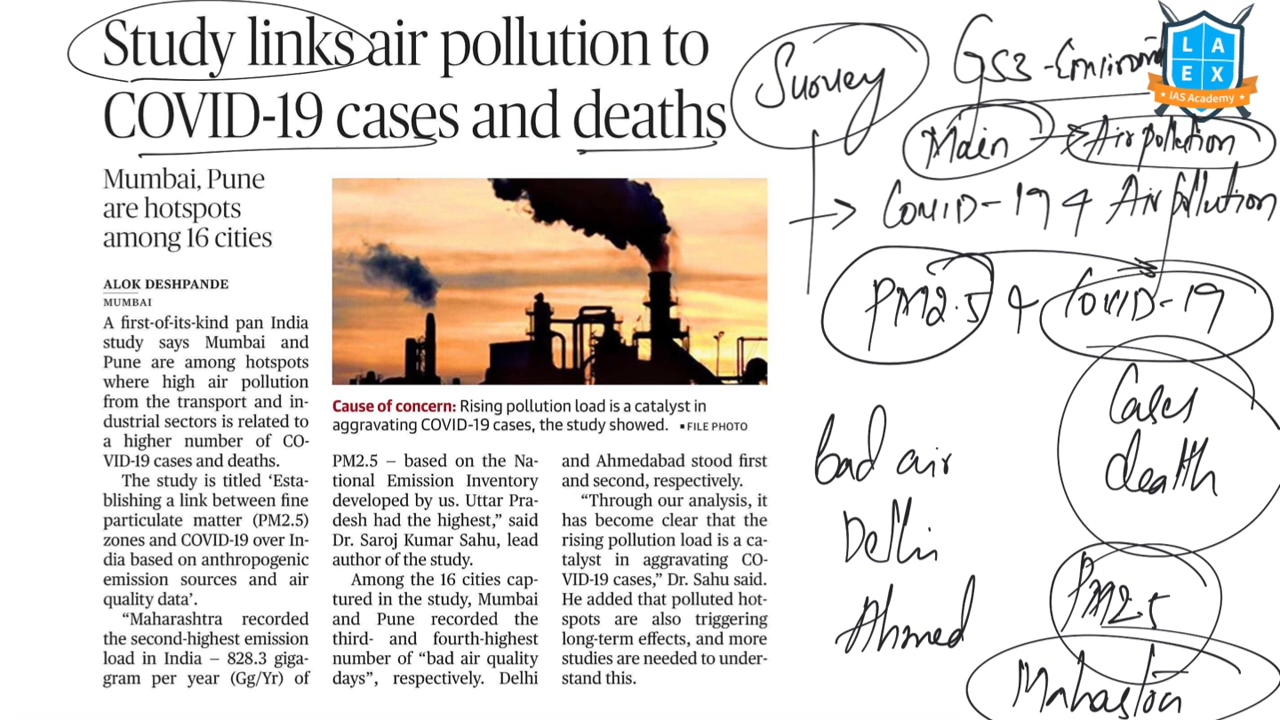 Study links air pollution to
COVID-19 cases and deaths
Mumbai, Pune
are hotspots
among 16 cities
ALOK DESHPANDE
MUMBAI
A first-of-its-kind pan India
study says Mumbai and
Pune are among hotspots
where high air pollution
from the transport and in-
dustrial sectors is related to
a higher number of CO-
VID-19 cases and deaths.
The study is titled ‘Esta-
blishing a link between fine
particulate matter (PM2.5)
zones and COVID-19 over In-
dia based on anthropogenic
emission sources and air
quality data’.
“Maharashtra recorded
the second-highest emission
load in India – 828.3 giga-
gram per year (Gg/Yr) of
Cause of concern: Rising pollution load is a catalyst in
aggravating COVID-19 cases, the study showed. ▪FILE PHOTO
PM2.5 – based on the Na-
tional Emission Inventory
developed by us. Uttar Pra-
desh had the highest,” said
Dr. Saroj Kumar Sahu, lead
author of the study.
Among the 16 cities cap-
tured in the study, Mumbai
and Pune recorded the
third- and fourth-highest
number of “bad air quality
days”, respectively. Delhi
and Ahmedabad stood first
and second, respectively.
“Through our analysis, it
has become clear that the
rising pollution load is a ca-
talyst in aggravating CO-
VID-19 cases,” Dr. Sahu said.
He added that polluted hot-
spots are also triggering
long-term effects, and more
studies are needed to under-
stand this.
Survey
GS3 -
Main → Air pollution
→ COVID-19 & Air pollution
PM2.5 & COVID-19
Cases
death
bad air
Delhi
Ahmed
PM2.5
L A
E X
IAS Academy